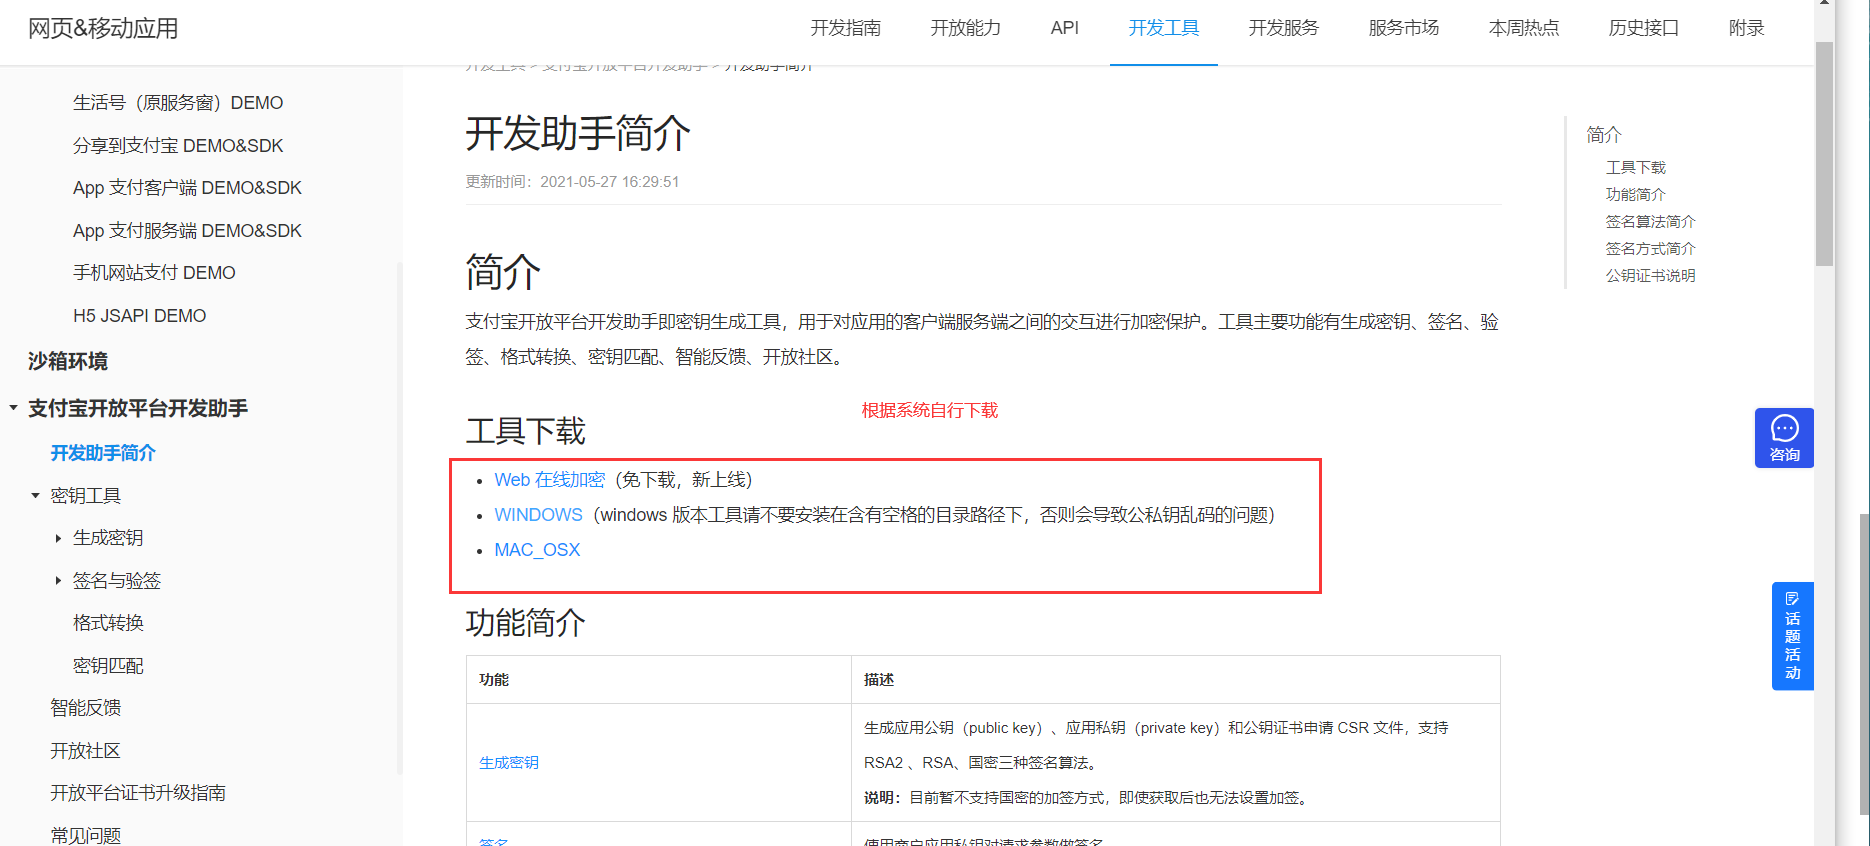 网页&移动应用
开发指南
开放能力
API
开发工具
开发服务
服务市场
本周热点
历史接口
附录
开发工具 > 支付宝开放平台开发助手 > 开发助手简介
生活号（原服务窗）DEMO
分享到支付宝 DEMO&SDK
App 支付客户端 DEMO&SDK
App 支付服务端 DEMO&SDK
手机网站支付 DEMO
H5 JSAPI DEMO
沙箱环境
支付宝开放平台开发助手
开发助手简介
密钥工具
生成密钥
签名与验签
格式转换
密钥匹配
智能反馈
开放社区
开放平台证书升级指南
常见问题
开发助手简介
更新时间：2021-05-27 16:29:51
简介
支付宝开放平台开发助手即密钥生成工具，用于对应用的客户端服务端之间的交互进行加密保护。工具主要功能有生成密钥、签名、验
签、格式转换、密钥匹配、智能反馈、开放社区。
根据系统自行下载
工具下载
Web 在线加密（免下载，新上线）
WINDOWS（windows 版本工具请不要安装在含有空格的目录路径下，否则会导致公私钥乱码的问题）
MAC_OSX
功能简介
功能
描述
生成密钥
生成应用公钥（public key）、应用私钥（private key）和公钥证书申请 CSR 文件，支持
RSA2 、RSA、国密三种签名算法。
说明：目前暂不支持国密的加签方式，即使获取后也无法设置加签。
签名
使用商户应用私钥对请求参数做签名
简介
工具下载
功能简介
签名算法简介
签名方式简介
公钥证书说明
咨询
话题活动